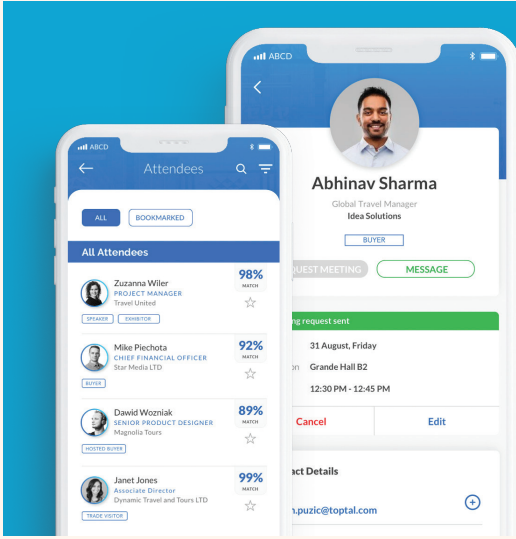 ABCD
Attendees
ALL
BOOKMARKED
All Attendees
Zuzanna Wiler
PROJECT MANAGER
Travel United
98%
MATCH
SPEAKER
EXHIBITOR
Mike Piechota
CHIEF FINANCIAL OFFICER
Star Media LTD
92%
MATCH
BUYER
Dawid Wozniak
SENIOR PRODUCT DESIGNER
Magnolia Tours
89%
MATCH
HOSTED BUYER
Janet Jones
Associate Director
Dynamic Travel and Tours LTD
99%
MATCH
TRADE VISITOR
ABCD
Abhinav Sharma
Global Travel Manager
Idea Solutions
BUYER
UEST MEETING
MESSAGE
ng request sent
31 August, Friday
on Grande Hall B2
12:30 PM - 12:45 PM
Cancel
Edit
act Details
n.puzic@toptal.com